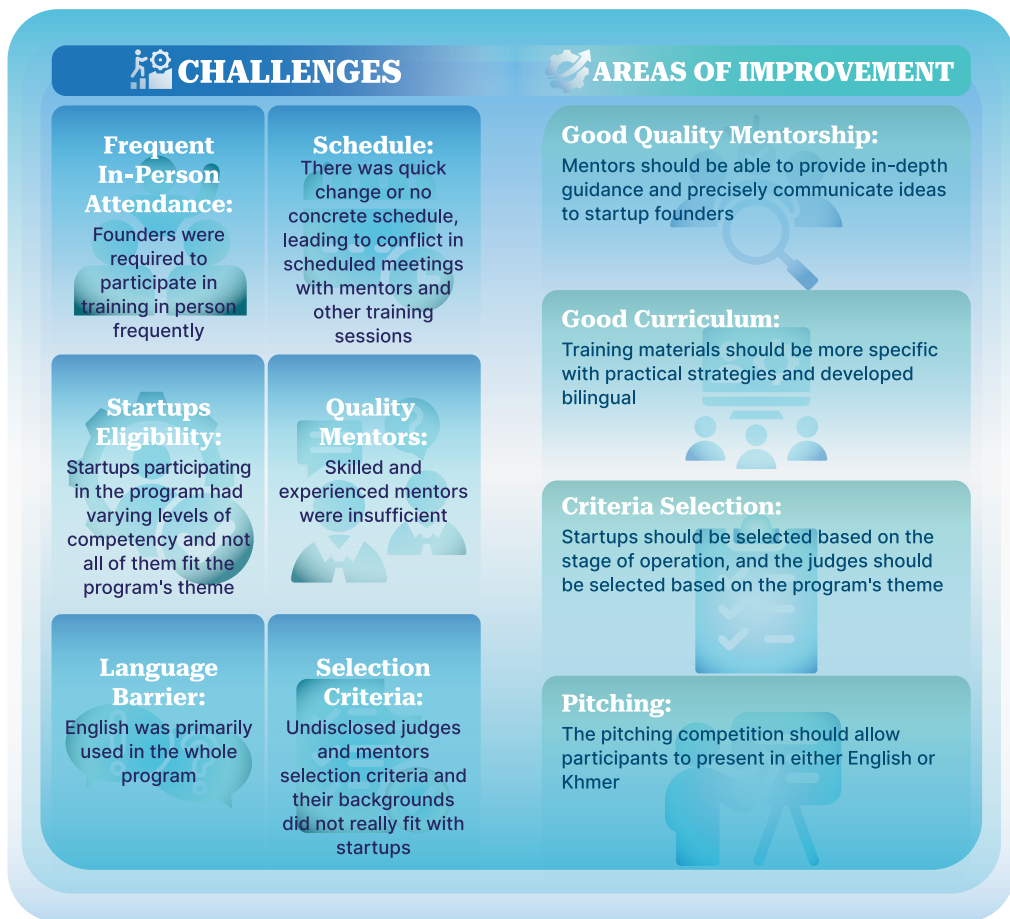 CHALLENGES
Frequent
In-Person
Attendance:
Founders were
required to
participate in
training in person
frequently
Schedule:
There was quick
change or no
concrete schedule,
leading to conflict in
scheduled meetings
with mentors and
other training
sessions
Startups
Eligibility:
Startups participating
in the program had
varying levels of
competency and not
all of them fit the
program's theme
Quality
Mentors:
Skilled and
experienced mentors
were insufficient
Language
Barrier:
English was primarily
used in the whole
program
Selection
Criteria:
Undisclosed judges
and mentors
selection criteria and
their backgrounds
did not really fit with
startups
AREAS OF IMPROVEMENT
Good Quality Mentorship:
Mentors should be able to provide in-depth
guidance and precisely communicate ideas
to startup founders
Good Curriculum:
Training materials should be more specific
with practical strategies and developed
bilingual
Criteria Selection:
Startups should be selected based on the
stage of operation, and the judges should
be selected based on the program's theme
Pitching:
The pitching competition should allow
participants to present in either English or
Khmer